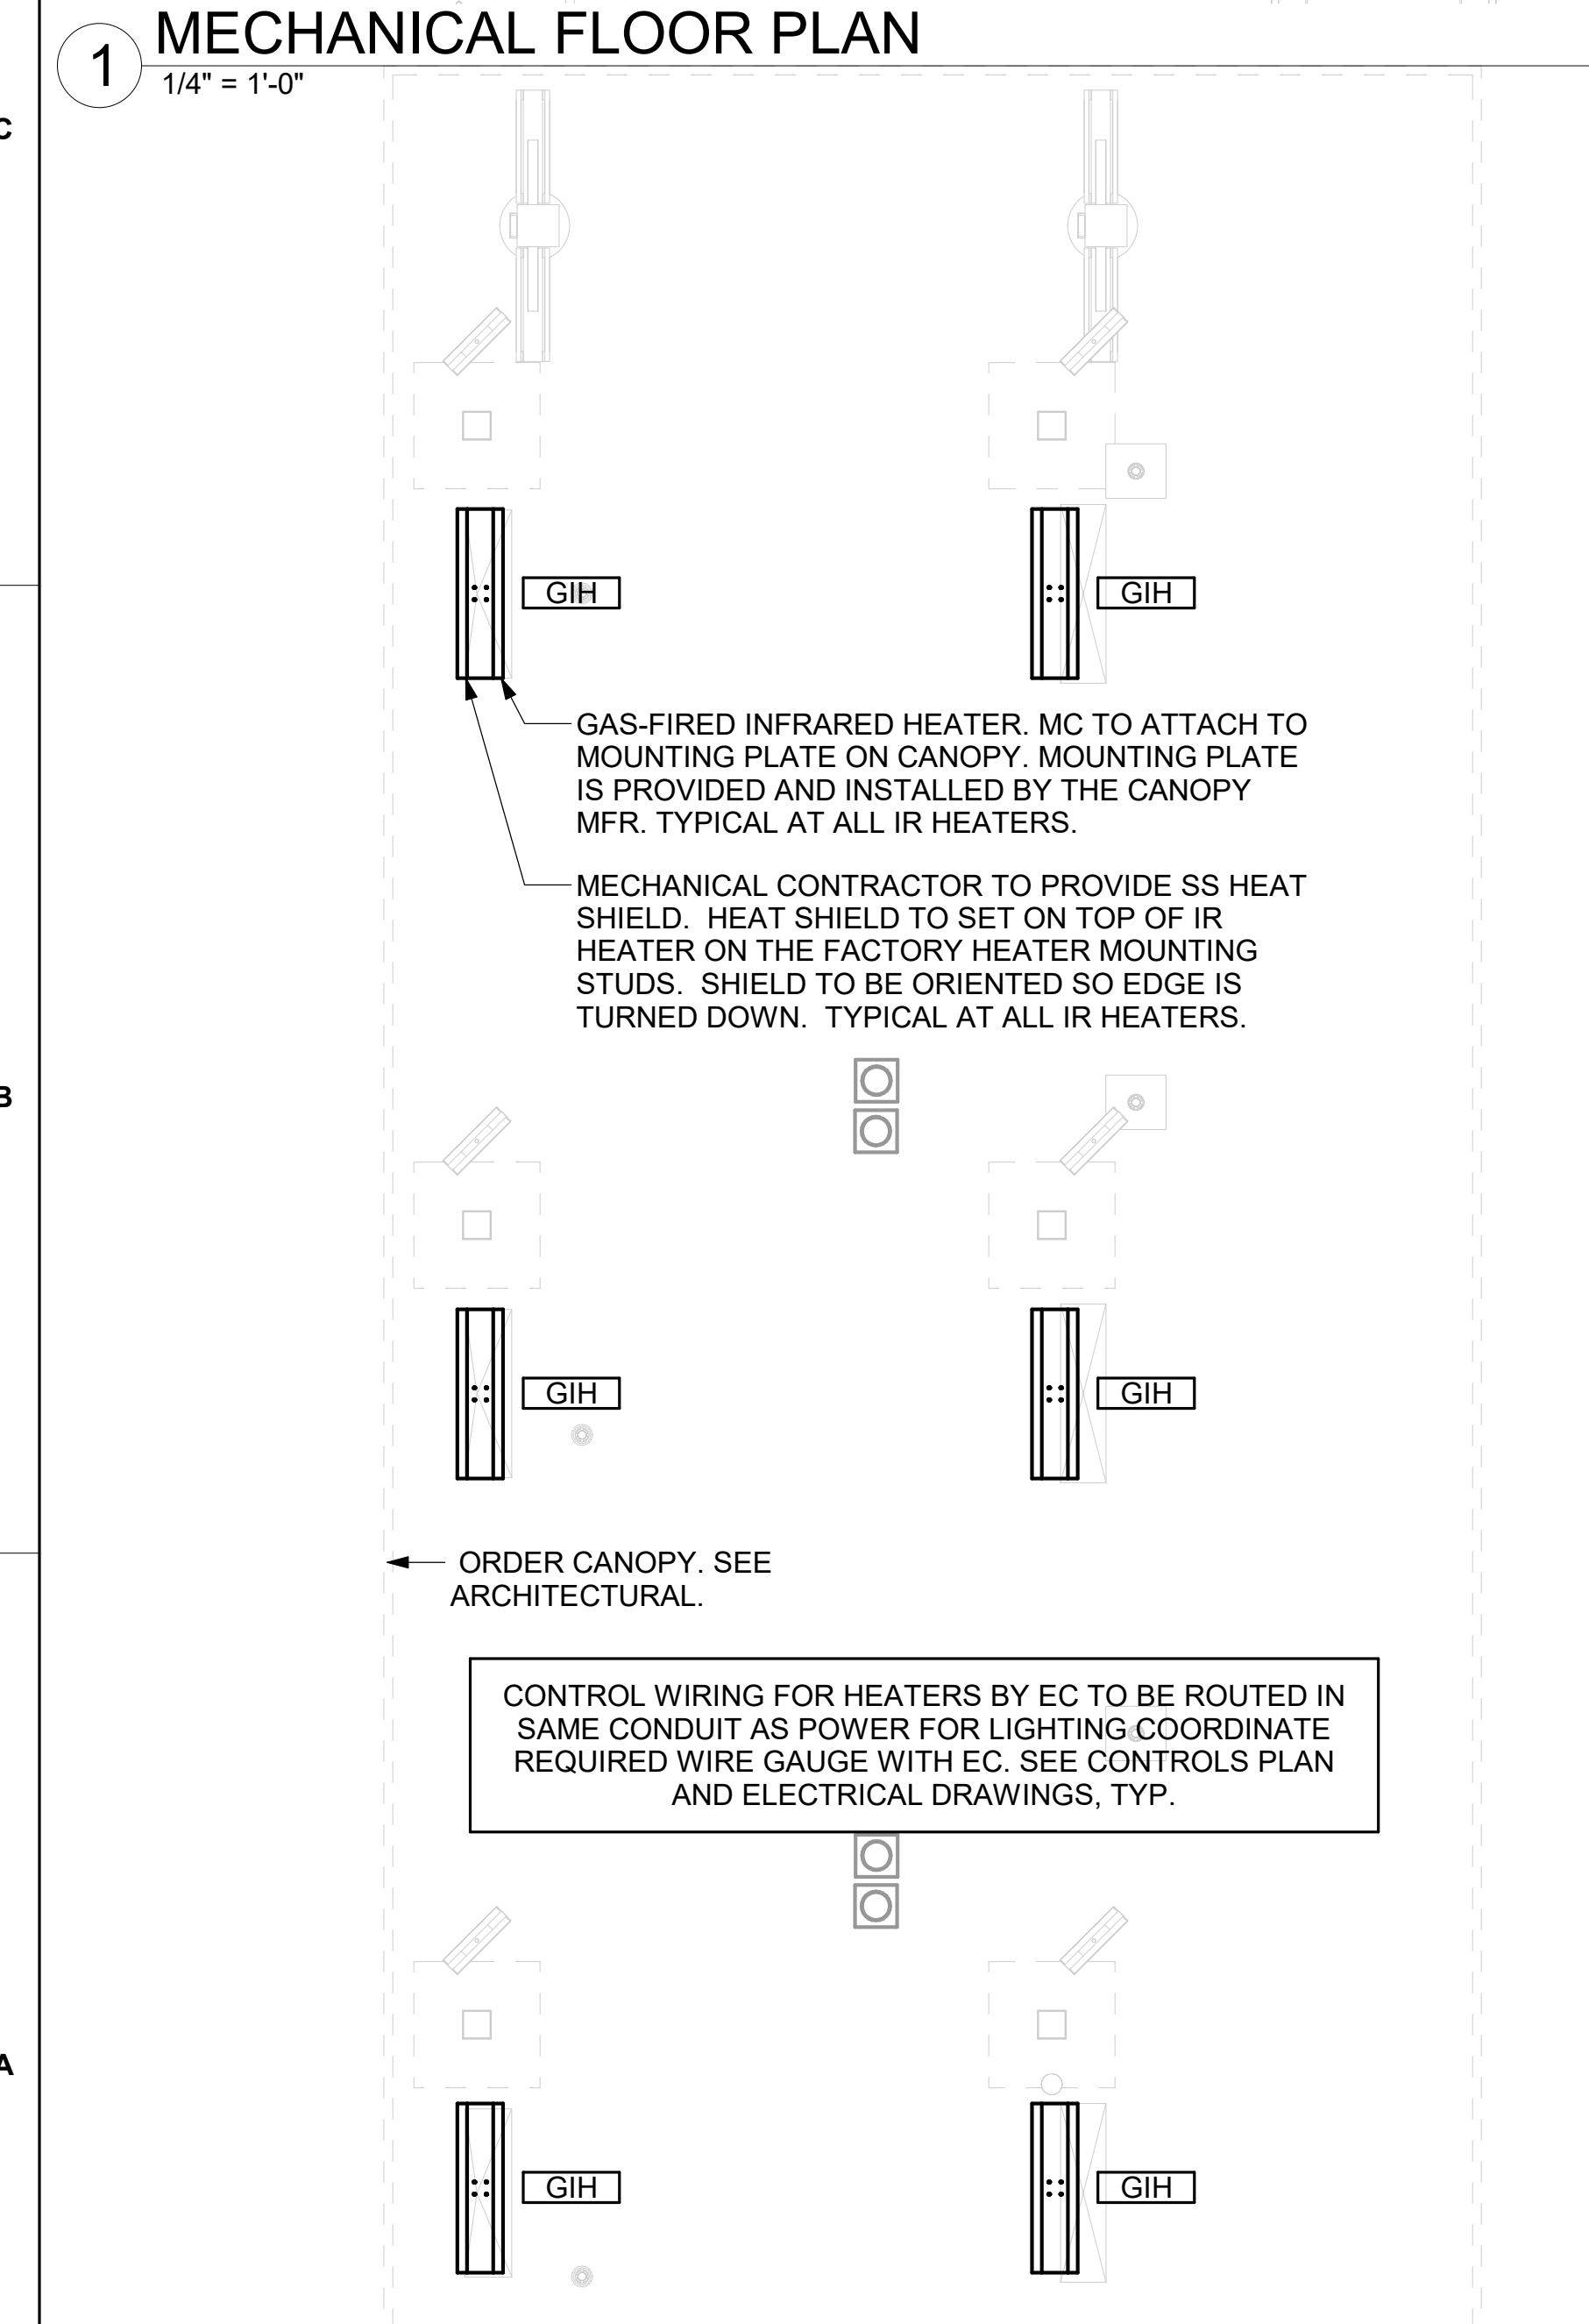 1
MECHANICAL FLOOR PLAN
1/4" = 1'-0"
C
GIH
GIH
GAS-FIRED INFRARED HEATER. MC TO ATTACH TO
MOUNTING PLATE ON CANOPY. MOUNTING PLATE
IS PROVIDED AND INSTALLED BY THE CANOPY
MFR. TYPICAL AT ALL IR HEATERS.
MECHANICAL CONTRACTOR TO PROVIDE SS HEAT
SHIELD. HEAT SHIELD TO SET ON TOP OF IR
HEATER ON THE FACTORY HEATER MOUNTING
STUDS. SHIELD TO BE ORIENTED SO EDGE IS
TURNED DOWN. TYPICAL AT ALL IR HEATERS.
B
GIH
GIH
ORDER CANOPY. SEE
ARCHITECTURAL.
CONTROL WIRING FOR HEATERS BY EC TO BE ROUTED IN
SAME CONDUIT AS POWER FOR LIGHTING COORDINATE
REQUIRED WIRE GAUGE WITH EC. SEE CONTROLS PLAN
AND ELECTRICAL DRAWINGS, TYP.
A
GIH
GIH